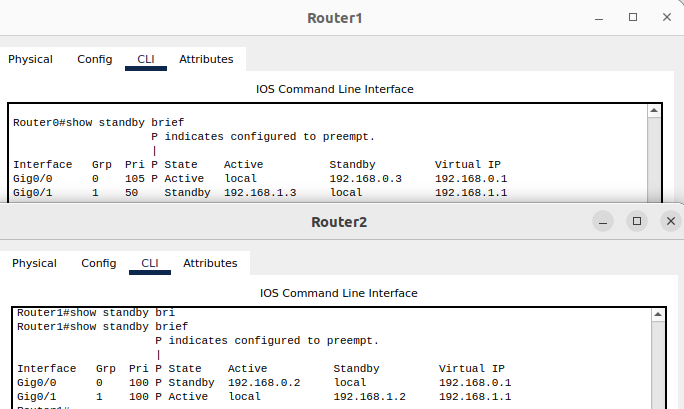 Router1
Physical Config CLI Attributes
IOS Command Line Interface
Router0#show standby brief
P indicates configured to preempt.
|
Interface Grp Pri P State Active Standby Virtual IP
Gig0/0 0 105 P Active local 192.168.0.3 192.168.0.1
Gig0/1 1 50 Standby 192.168.1.3 local 192.168.1.1
Router2
Physical Config CLI Attributes
IOS Command Line Interface
Router1#show standby bri
Router1#show standby brief
P indicates configured to preempt.
|
Interface Grp Pri P State Active Standby Virtual IP
Gig0/0 0 100 P Standby 192.168.0.2 local 192.168.0.1
Gig0/1 1 100 P Active local 192.168.1.2 192.168.1.1
Router1#